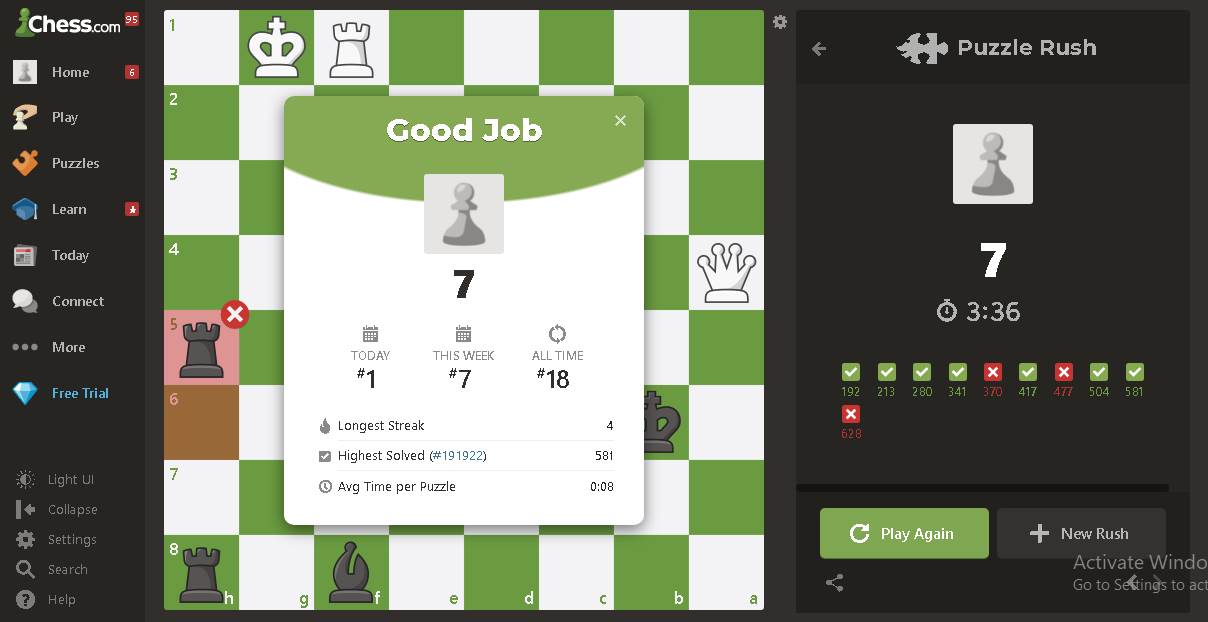 Chess.com 95
Home 6
Play
Puzzles
Learn
Today
Connect
More
Free Trial
Light UI
Collapse
Settings
Search
Help
1
2
3
4
5
6
7
8
h g f e d c b a
Good Job
7
TODAY THIS WEEK ALL TIME
#1 #7 #18
Longest Streak 4
Highest Solved (#191922) 581
Avg Time per Puzzle 0:08
Puzzle Rush
7
3:36
192 213 280 341 370 417 477 504 581
628
Play Again New Rush
Activate Windo
Go to Settings to act